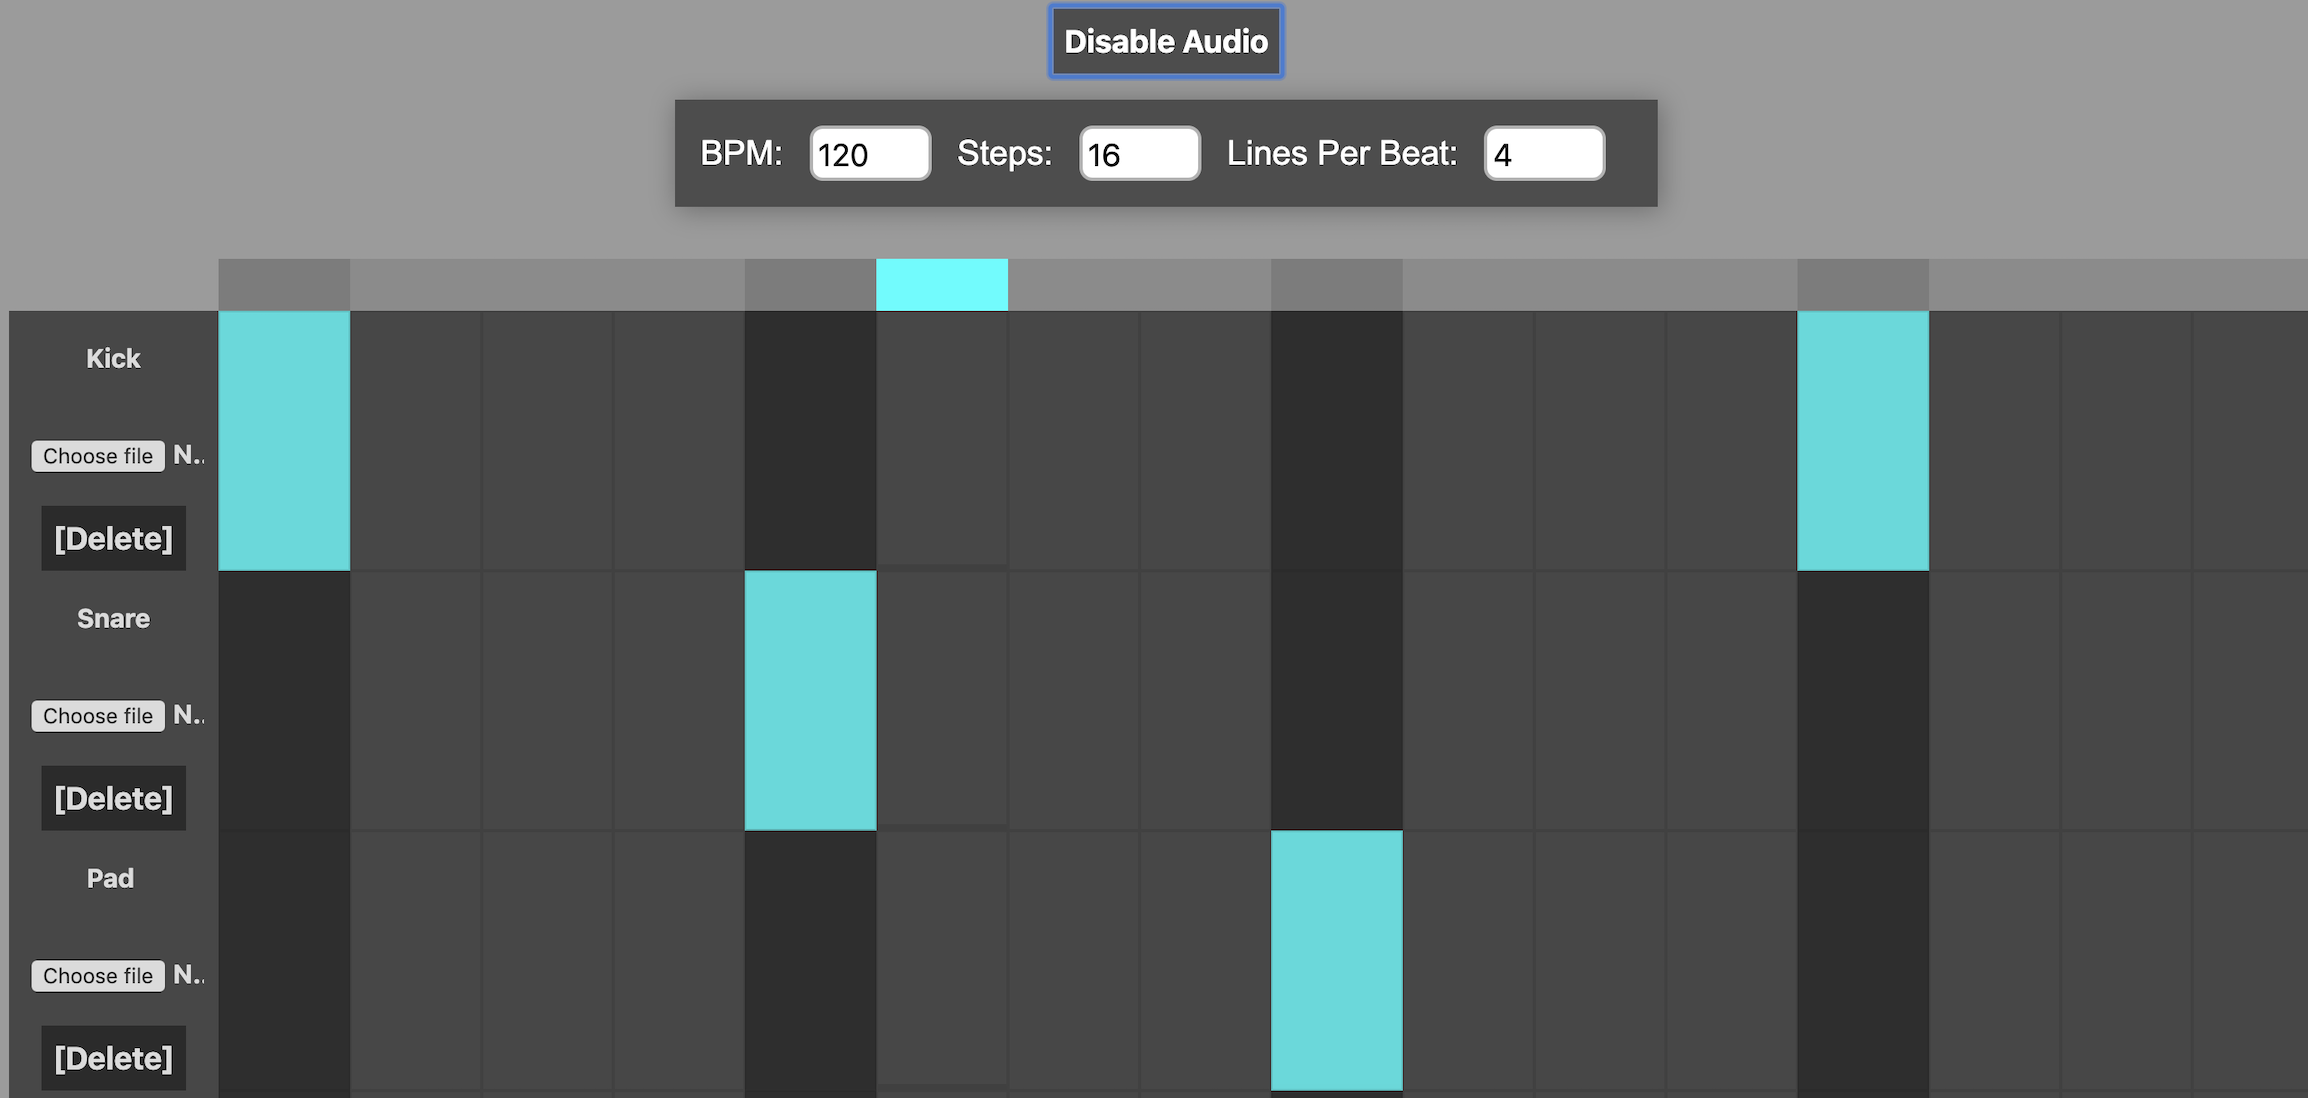 Disable Audio
BPM: 120 Steps: 16 Lines Per Beat: 4
Kick
Choose file N..
[Delete]
Snare
Choose file N..
[Delete]
Pad
Choose file N..
[Delete]